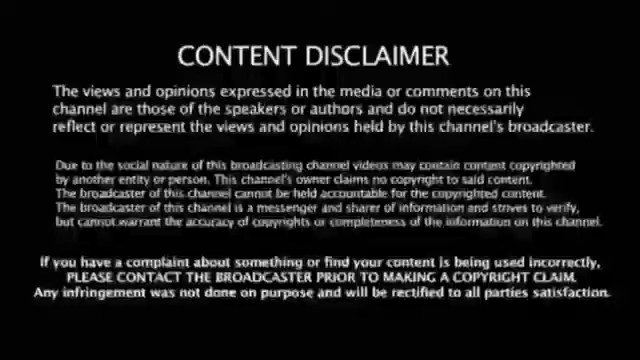 CONTENT DISCLAIMER
The views and opinions expressed in the media or comments on this
channel are those of the speakers or authors and do not necessarily
reflect or represent the views and opinions held by this channel's broadcaster.
Due to the social nature of this broadcasting channel videos may contain content copyrighted
by another entity or person. This channel's owner claims no copyright to said content.
The broadcaster of this channel cannot be held accountable for the copyrighted content.
The broadcaster of this channel is a messenger and sharer of information and strives to verify,
but cannot warrant the accuracy of copyrights or completeness of the information on this channel.
If you have a complaint about something or find your content is being used incorrectly,
PLEASE CONTACT THE BROADCASTER PRIOR TO MAKING A COPYRIGHT CLAIM.
Any infringement was not done on purpose and will be rectified to all parties satisfaction.